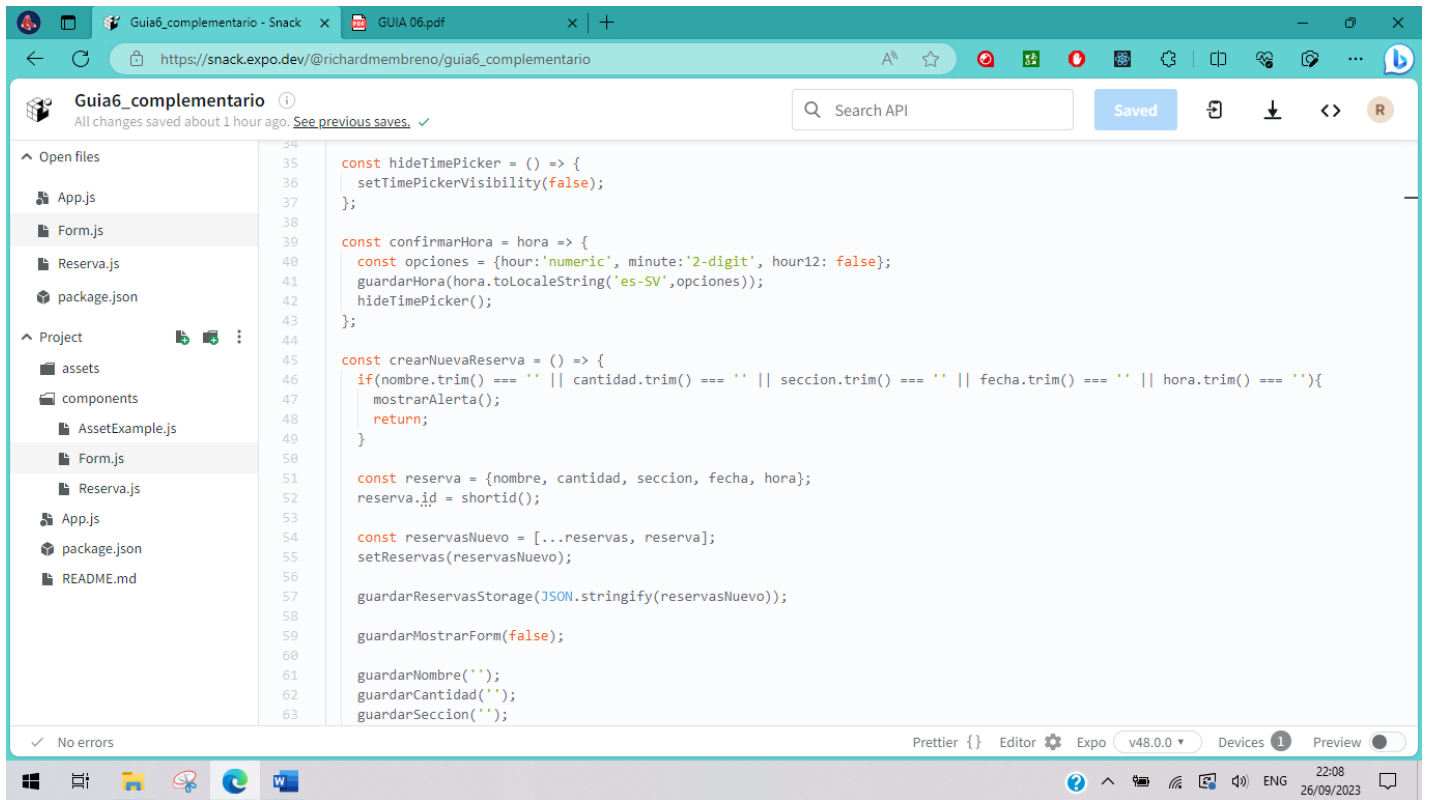 Guia6_complementario - Snack
GUIA 06.pdf
https://snack.expo.dev/@richardmembreno/guia6_complementario
Guia6_complementario
All changes saved about 1 hour ago. See previous saves.
Search API
Saved
R
Open files
App.js
Form.js
Reserva.js
package.json
Project
assets
components
AssetExample.js
Form.js
Reserva.js
App.js
package.json
README.md
34
35 const hideTimePicker = () => {
36 setTimePickerVisibility(false);
37 };
38
39 const confirmarHora = hora => {
40 const opciones = {hour:'numeric', minute:'2-digit', hour12: false};
41 guardarHora(hora.toLocaleString('es-SV',opciones));
42 hideTimePicker();
43 };
44
45 const crearNuevaReserva = () => {
46 if(nombre.trim() === '' || cantidad.trim() === '' || seccion.trim() === '' || fecha.trim() === '' || hora.trim() === ''){
47 mostrarAlerta();
48 return;
49 }
50
51 const reserva = {nombre, cantidad, seccion, fecha, hora};
52 reserva.id = shortid();
53
54 const reservasNuevo = [...reservas, reserva];
55 setReservas(reservasNuevo);
56
57 guardarReservasStorage(JSON.stringify(reservasNuevo));
58
59 guardarMostrarForm(false);
60
61 guardarNombre('');
62 guardarCantidad('');
63 guardarSeccion('');
No errors
Prettier {} Editor Expo v48.0.0 Devices 1 Preview
ENG
22:08
26/09/2023